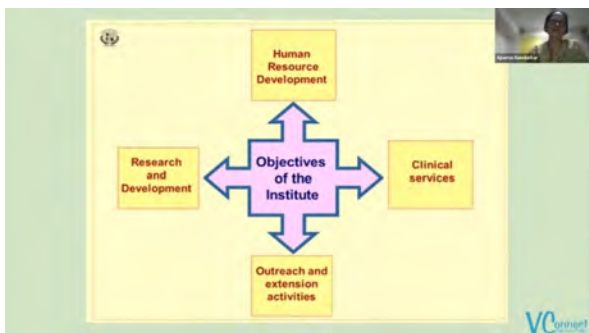 Human
Resource
Development
Research
and
Development
Objectives
of the
Institute
Clinical
services
Outreach and
extension
activities
VConnect